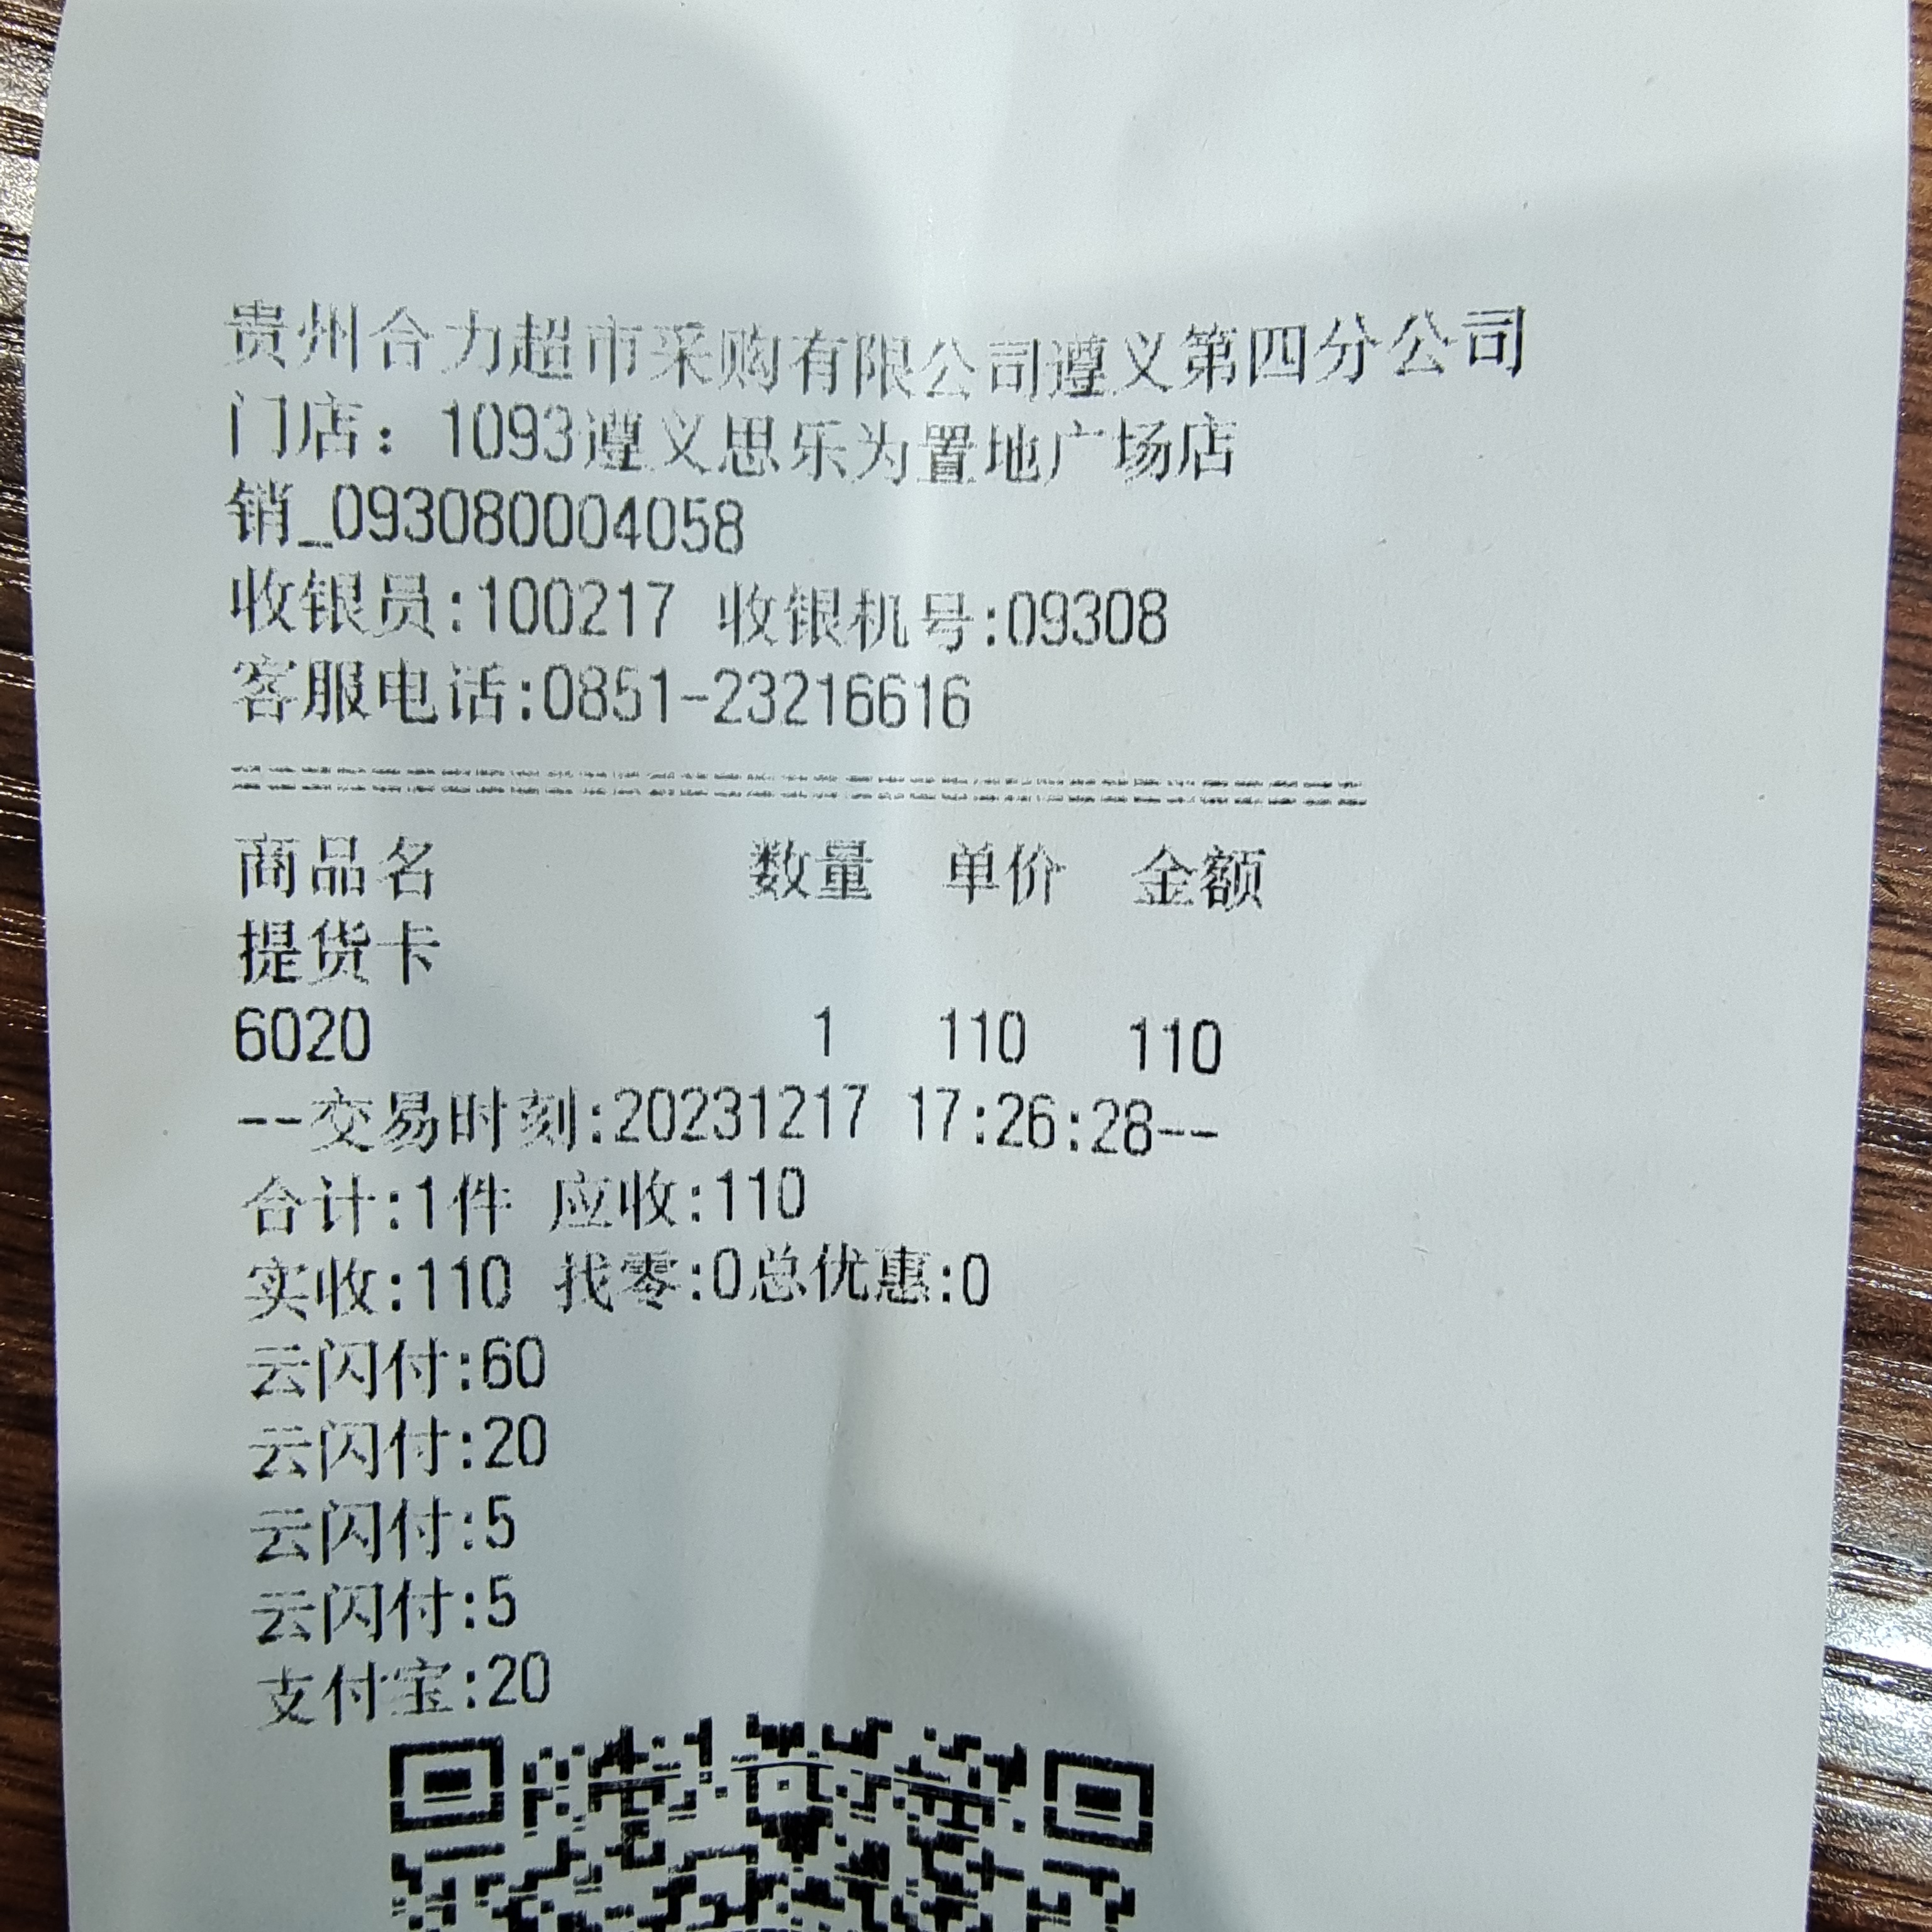 贵州合力超市采购有限公司遵义第四分公司
门店：1093遵义思乐为置地广场店
销_093080004058
收银员:100217 收银机号:09308
客服电话:0851-23216616
商品名 数量 单价 金额
提货卡
6020 1 110 110
--交易时刻:20231217 17:26:28--
合计:1件 应收:110
实收:110 找零:0总优惠:0
云闪付:60
云闪付:20
云闪付:5
云闪付:5
支付宝:20